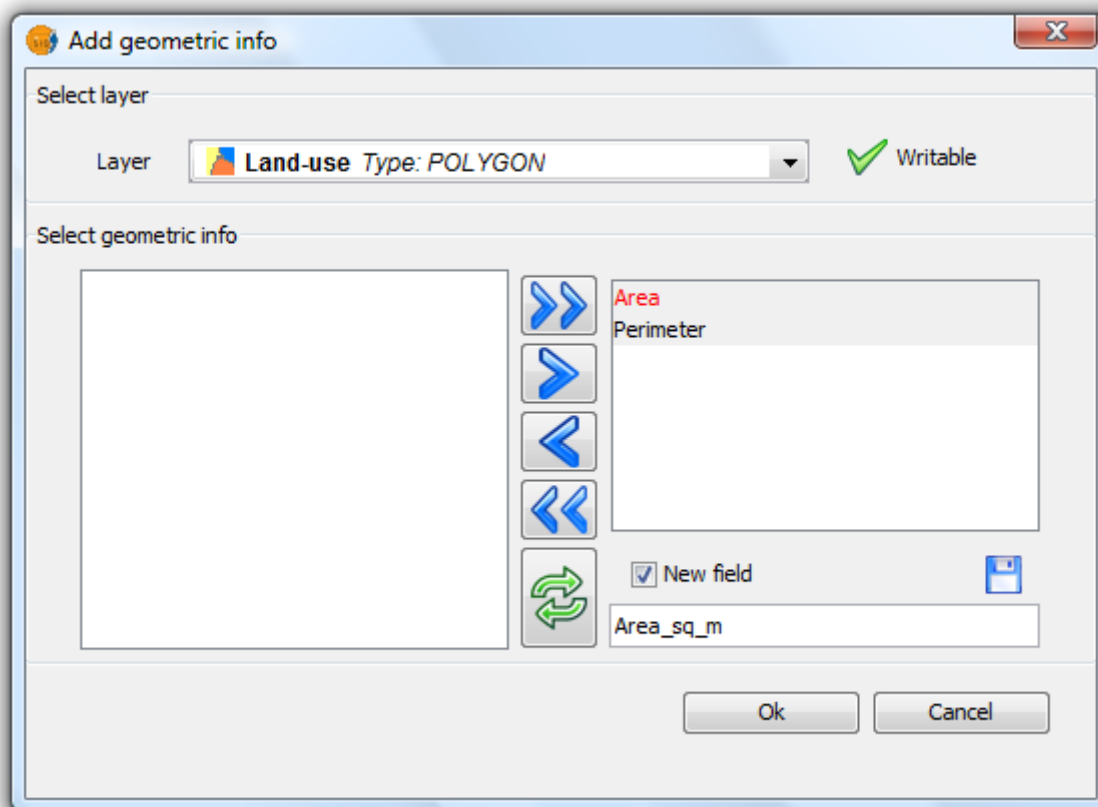 Add geometric info
Select layer
Layer Land-use Type: POLYGON Writable
Select geometric info
Area
Perimeter
New field
Area_sq_m
Ok Cancel